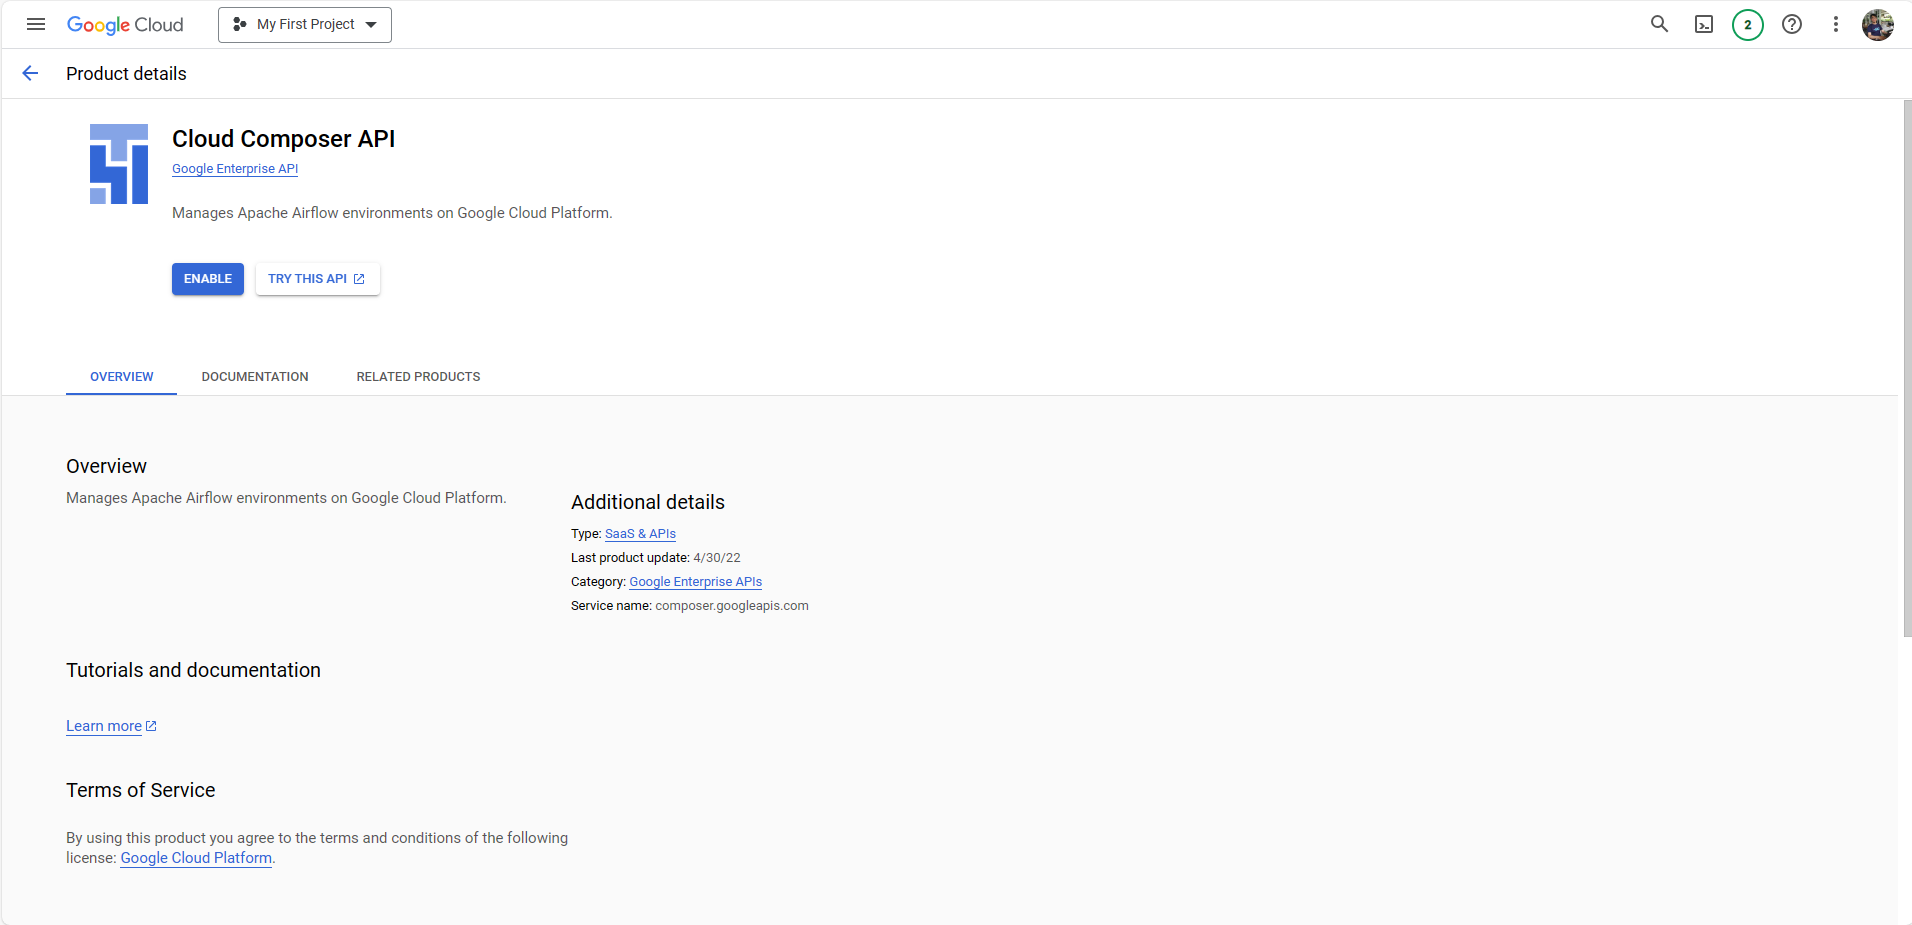 Google Cloud
My First Project
2
Product details
Cloud Composer API
Google Enterprise API
Manages Apache Airflow environments on Google Cloud Platform.
ENABLE
TRY THIS API
OVERVIEW
DOCUMENTATION
RELATED PRODUCTS
Overview
Manages Apache Airflow environments on Google Cloud Platform.
Additional details
Type: SaaS & APIs
Last product update: 4/30/22
Category: Google Enterprise APIs
Service name: composer.googleapis.com
Tutorials and documentation
Learn more
Terms of Service
By using this product you agree to the terms and conditions of the following
license: Google Cloud Platform.